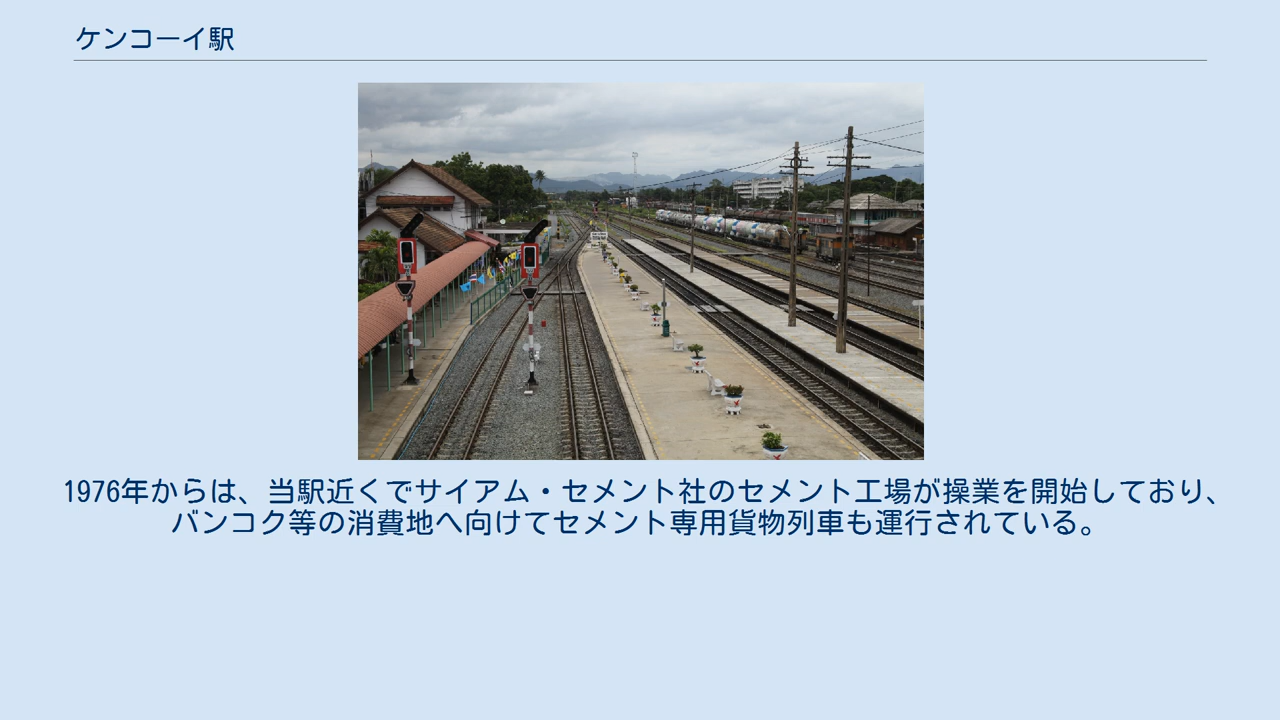 ケンコーイ駅
1976年からは、当駅近くでサイアム・セメント社のセメント工場が操業を開始しており、
バンコク等の消費地へ向けてセメント専用貨物列車も運行されている。